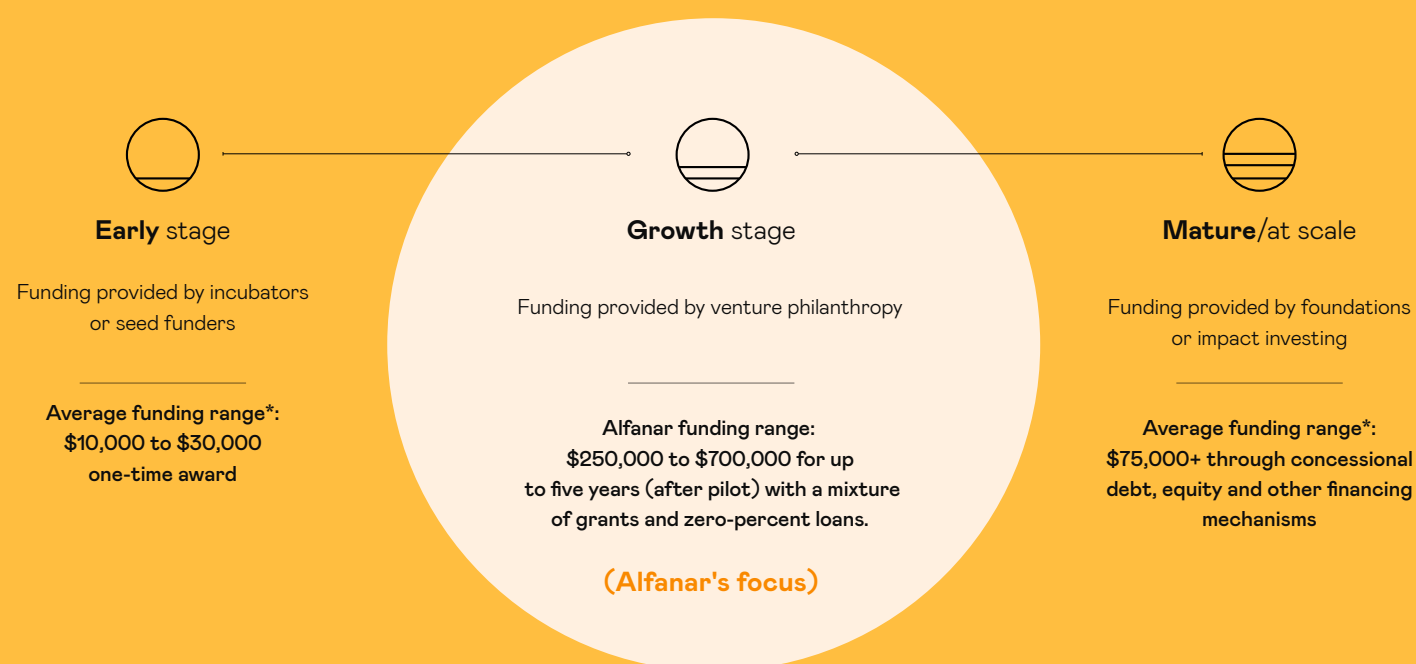 Early stage
Funding provided by incubators
or seed funders
Average funding range*:
$10,000 to $30,000
one-time award
Growth stage
Funding provided by venture philanthropy
Alfanar funding range:
$250,000 to $700,000 for up
to five years (after pilot) with a mixture
of grants and zero-percent loans.
(Alfanar's focus)
Mature/at scale
Funding provided by foundations
or impact investing
Average funding range*:
$75,000+ through concessional
debt, equity and other financing
mechanisms